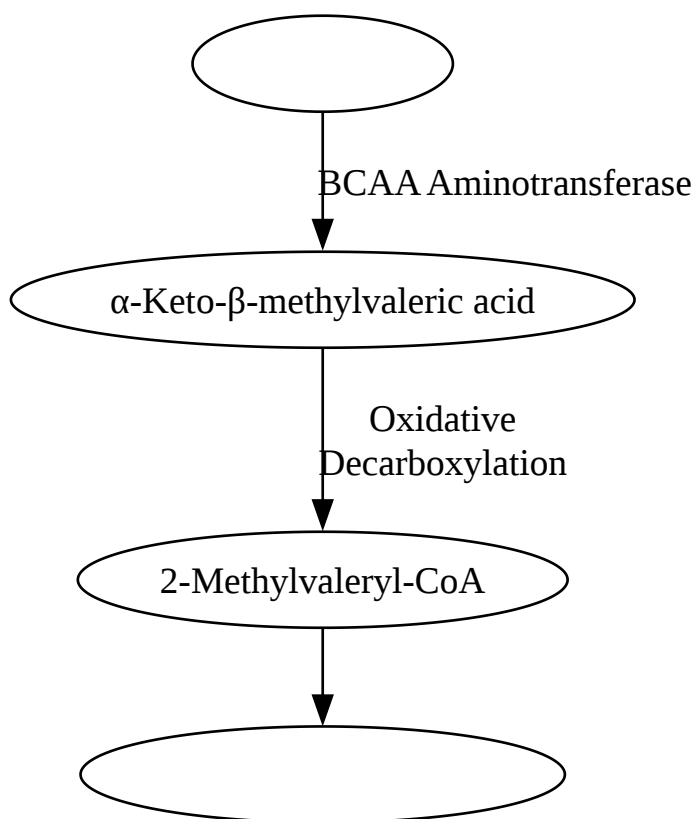 BCAA Aminotransferase
α-Keto-β-methylvaleric acid
Oxidative
Decarboxylation
2-Methylvaleryl-CoA